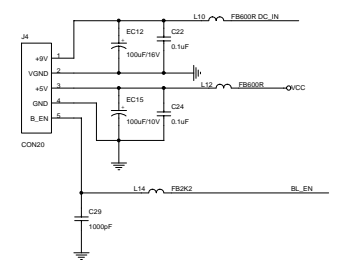 L10 FB600R DC_IN
J4
EC12 C22
+9V 1
100uF/16V 0.1uF
VGND 2
+5V 3 L12 FB600R VCC
GND 4
EC15 C24
B_EN 5
100uF/10V 0.1uF
CON20
L14 FB2K2 BL_EN
C29
1000pF